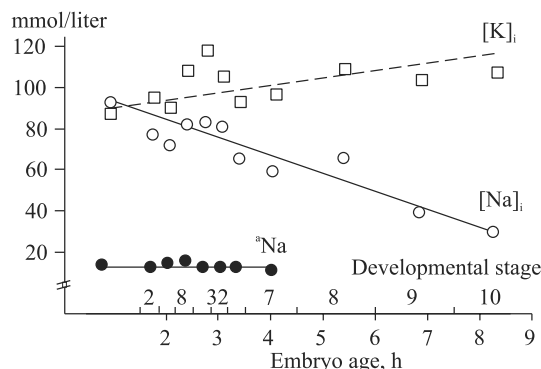 mmol/liter
120
100
80
60
40
20
[K]i
[Na]i
aNa
Developmental stage
2 8 32 7 8 9 10
2 3 4 5 6 7 8 9
Embryo age, h